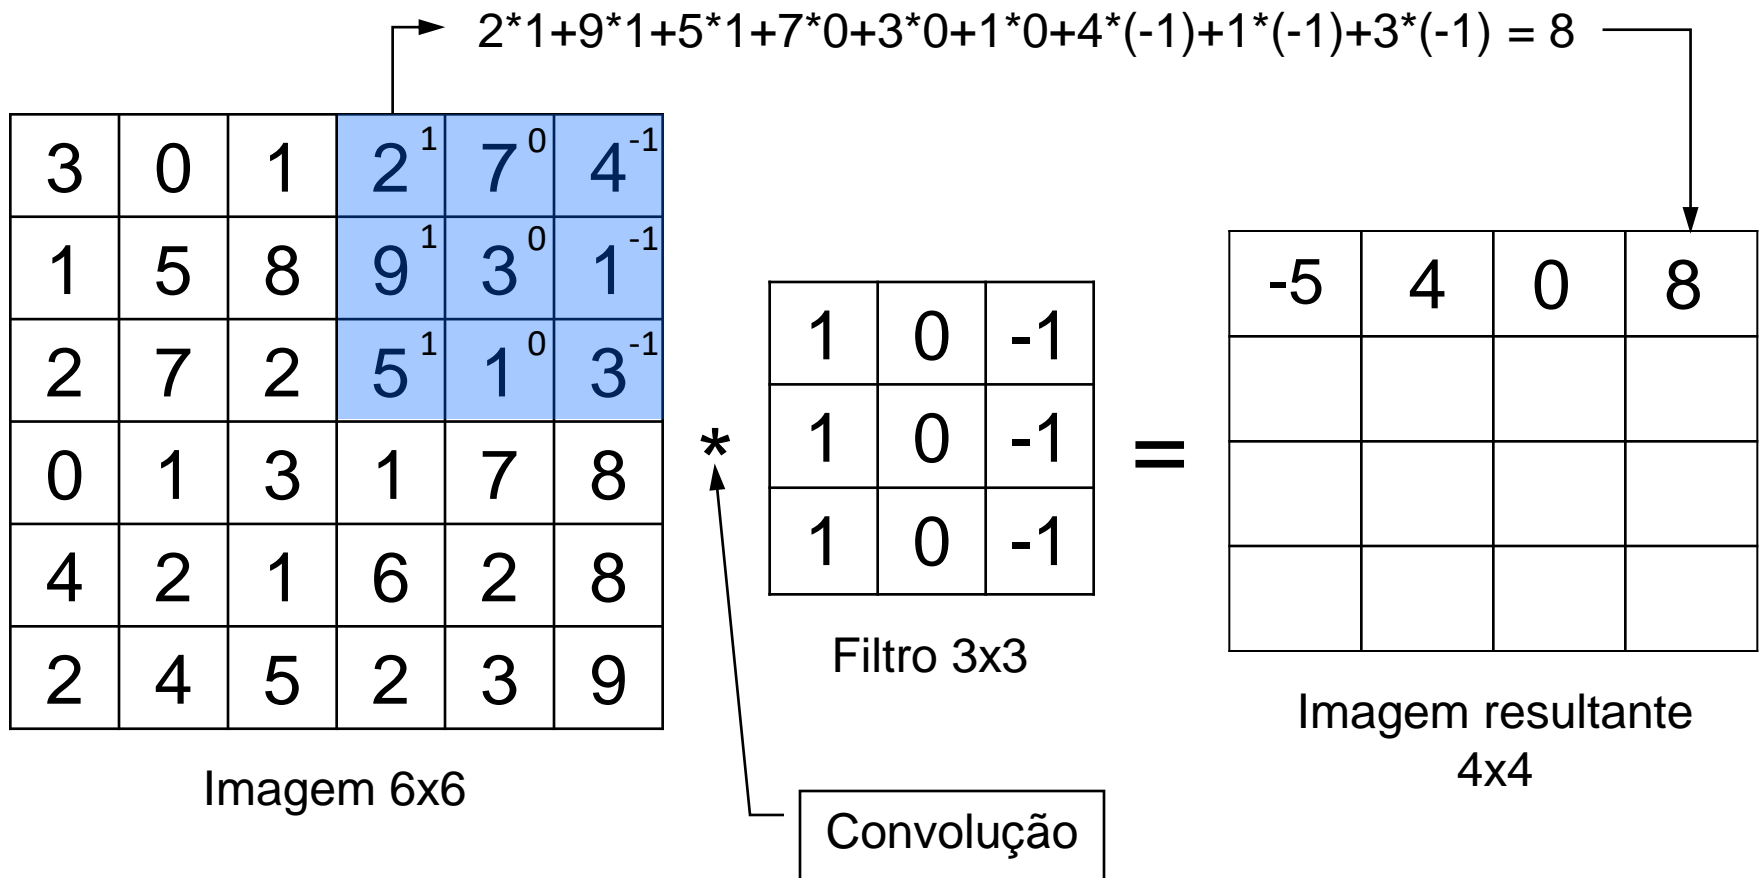 2*1+9*1+5*1+7*0+3*0+1*0+4*(-1)+1*(-1)+3*(-1) = 8
3 0 1 2 1 7 0 4 -1
1 5 8 9 1 3 0 1 -1
2 7 2 5 1 1 0 3 -1
0 1 3 1 7 8
4 2 1 6 2 8
2 4 5 2 3 9
Imagem 6x6
*
Convolução
1 0 -1
1 0 -1
1 0 -1
Filtro 3x3
=
-5 4 0 8
Imagem resultante
4x4